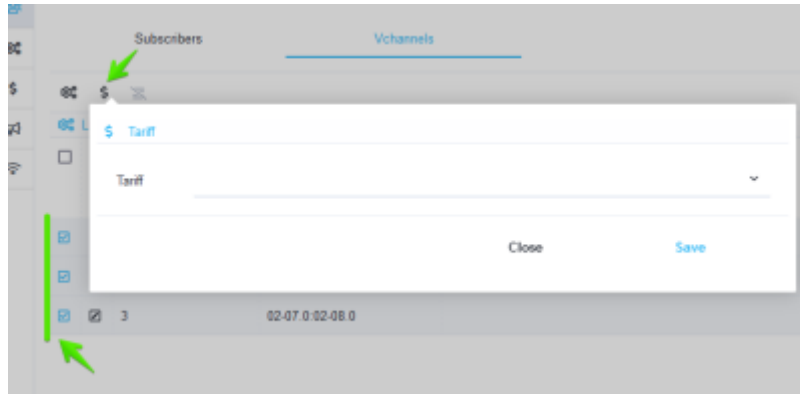 Subscribers Vchannels
$
$
L
$ Tariff
Tariff
Close Save
3 02-07.0:02-08.0